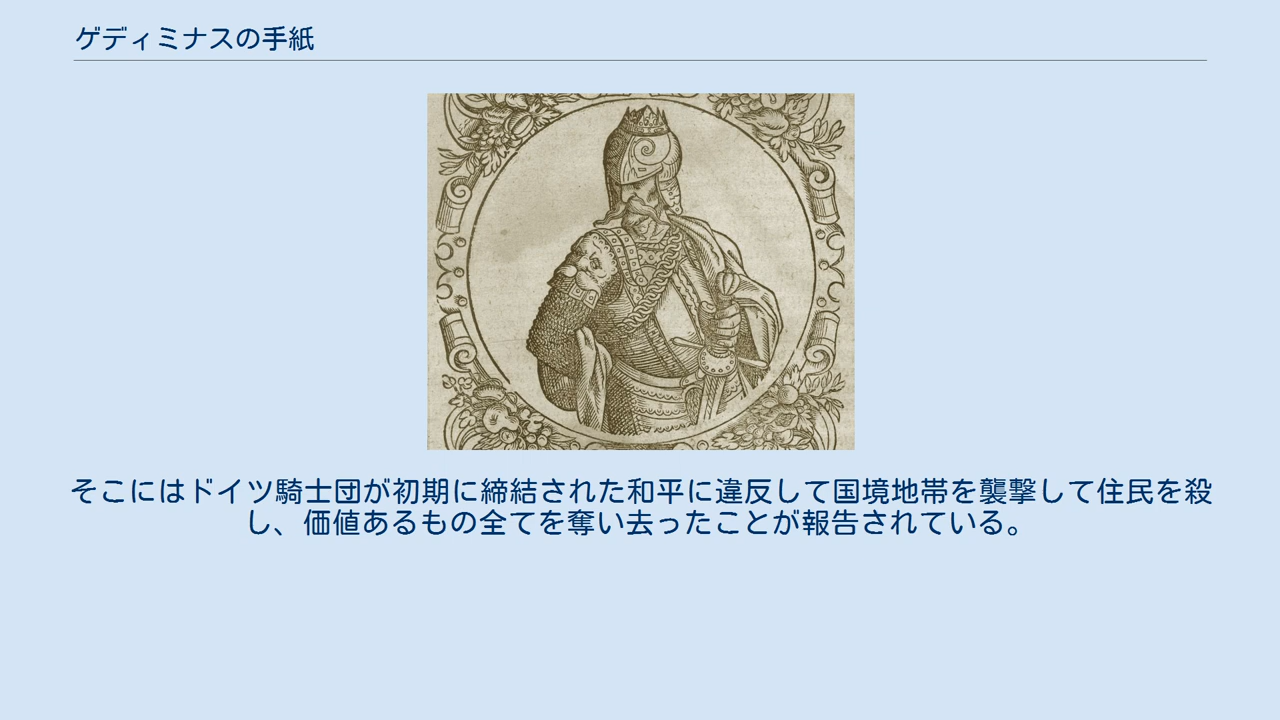 ゲディミナスの手紙
そこにはドイツ騎士団が初期に締結された和平に違反して国境地帯を襲撃して住民を殺
し、価値あるもの全てを奪い去ったことが報告されている。